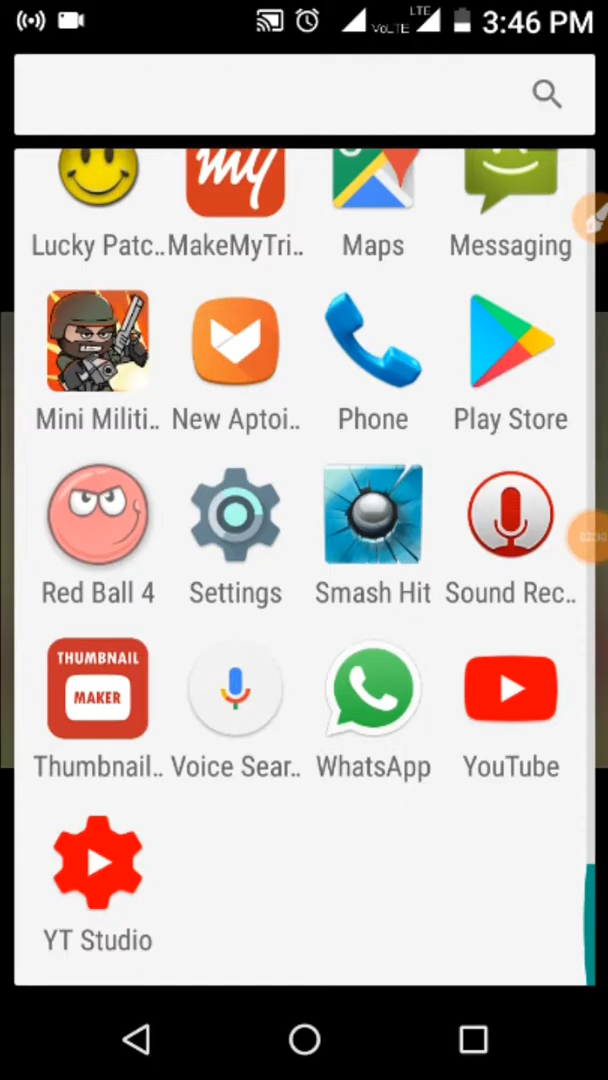 LTE
VoLTE 3:46 PM
my
Lucky Patc.. MakeMyTri.. Maps Messaging
Mini Militi.. New Aptoi.. Phone Play Store
Red Ball 4 Settings Smash Hit Sound Rec..
THUMBNAIL
MAKER
Thumbnail.. Voice Sear.. WhatsApp YouTube
YT Studio